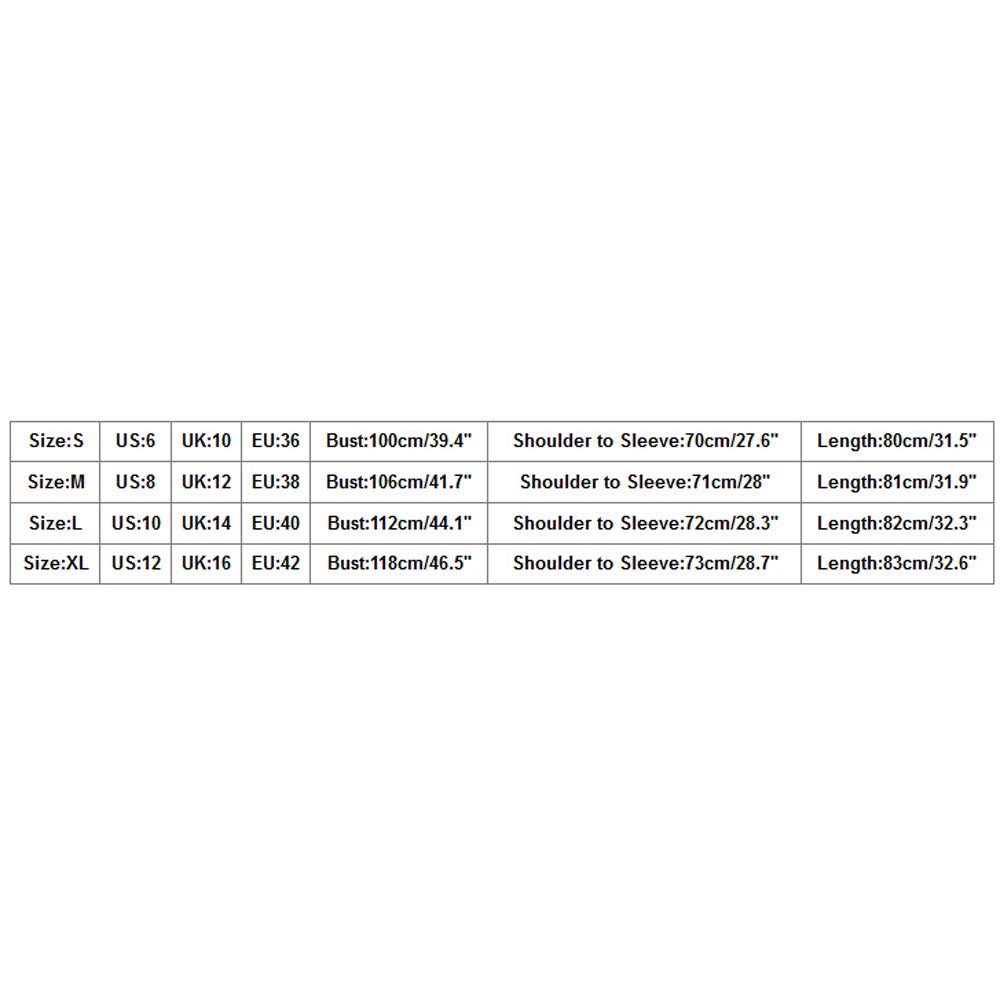 Size:S US:6 UK:10 EU:36 Bust:100cm/39.4" Shoulder to Sleeve:70cm/27.6" Length:80cm/31.5"
Size:M US:8 UK:12 EU:38 Bust:106cm/41.7" Shoulder to Sleeve:71cm/28" Length:81cm/31.9"
Size:L US:10 UK:14 EU:40 Bust:112cm/44.1" Shoulder to Sleeve:72cm/28.3" Length:82cm/32.3"
Size:XL US:12 UK:16 EU:42 Bust:118cm/46.5" Shoulder to Sleeve:73cm/28.7" Length:83cm/32.6"